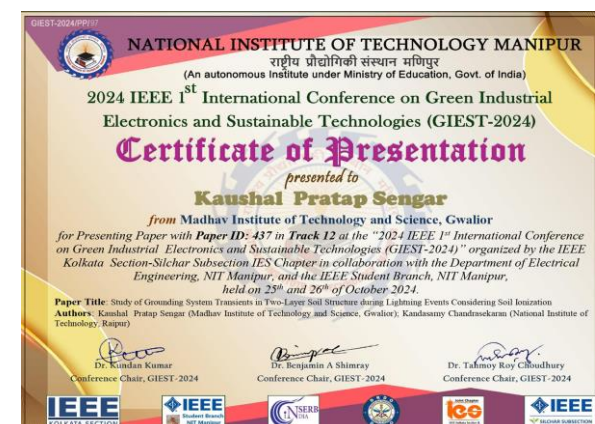 GIEST-2024/PP/97
NATIONAL INSTITUTE OF TECHNOLOGY MANIPUR
राष्ट्रीय प्रौद्योगिकी संस्थान मणिपुर
(An autonomous Institute under Ministry of Education, Govt. of India)
2024 IEEE 1st International Conference on Green Industrial
Electronics and Sustainable Technologies (GIEST-2024)
Certificate of Presentation
presented to
Kaushal Pratap Sengar
from Madhav Institute of Technology and Science, Gwalior
for Presenting Paper with Paper ID: 437 in Track 12 at the "2024 IEEE 1st International Conference
on Green Industrial Electronics and Sustainable Technologies (GIEST-2024)" organized by the IEEE
Kolkata Section-Silchar Subsection IES Chapter in collaboration with the Department of Electrical
Engineering, NIT Manipur, and the IEEE Student Branch, NIT Manipur,
held on 25th and 26th of October 2024.
Paper Title: Study of Grounding System Transients in Two-Layer Soil Structure during Lightning Events Considering Soil Ionization
Authors: Kaushal Pratap Sengar (Madhav Institute of Technology and Science, Gwalior); Kandasamy Chandrasekaran (National Institute of
Technology, Raipur)
Dr. Kundan Kumar
Dr. Benjamin A Shimray
Dr. Tanmoy Roy Choudhury
Conference Chair, GIEST-2024
Conference Chair, GIEST-2024
Conference Chair, GIEST-2024
IEEE
KOLKATA SECTION
IEEE
Student Branch
NIT Manipur
SERB
INDIA
IEEE
SILCHAR SUBSECTION